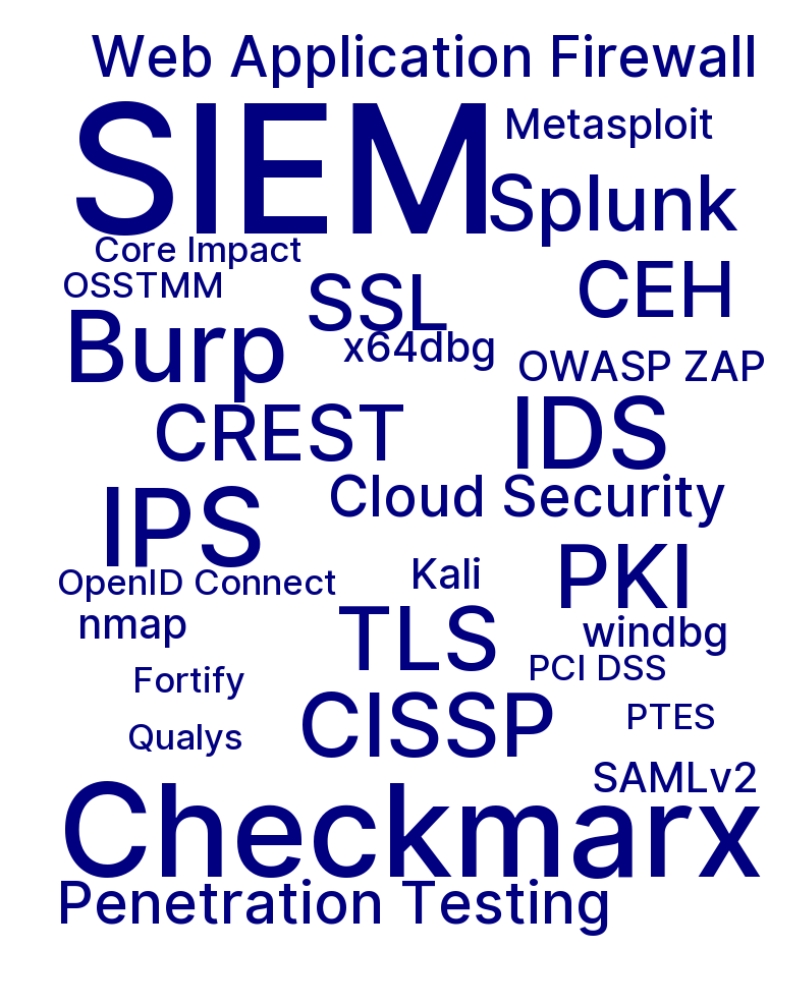 Web Application Firewall
SIEM
Metasploit
Splunk
Core Impact
OSSTMM
SSL
CEH
Burp
x64dbg
OWASP ZAP
CREST
IDS
IPS
Cloud Security
OpenID Connect
Kali
PKI
nmap
TLS
windbg
Fortify
PCI DSS
Qualys
CISSP
PTES
SAMLv2
Checkmarx
Penetration Testing